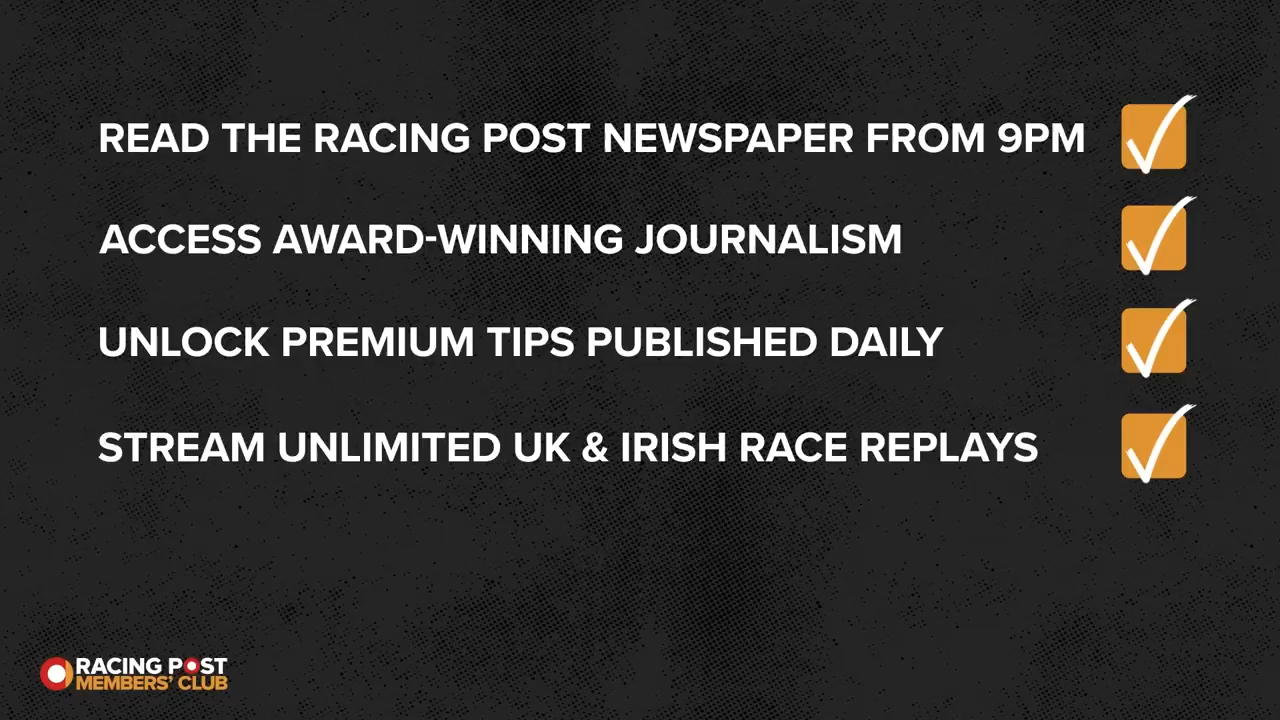 READ THE RACING POST NEWSPAPER FROM 9PM
ACCESS AWARD-WINNING JOURNALISM
UNLOCK PREMIUM TIPS PUBLISHED DAILY
STREAM UNLIMITED UK & IRISH RACE REPLAYS
RACING POST
MEMBERS' CLUB